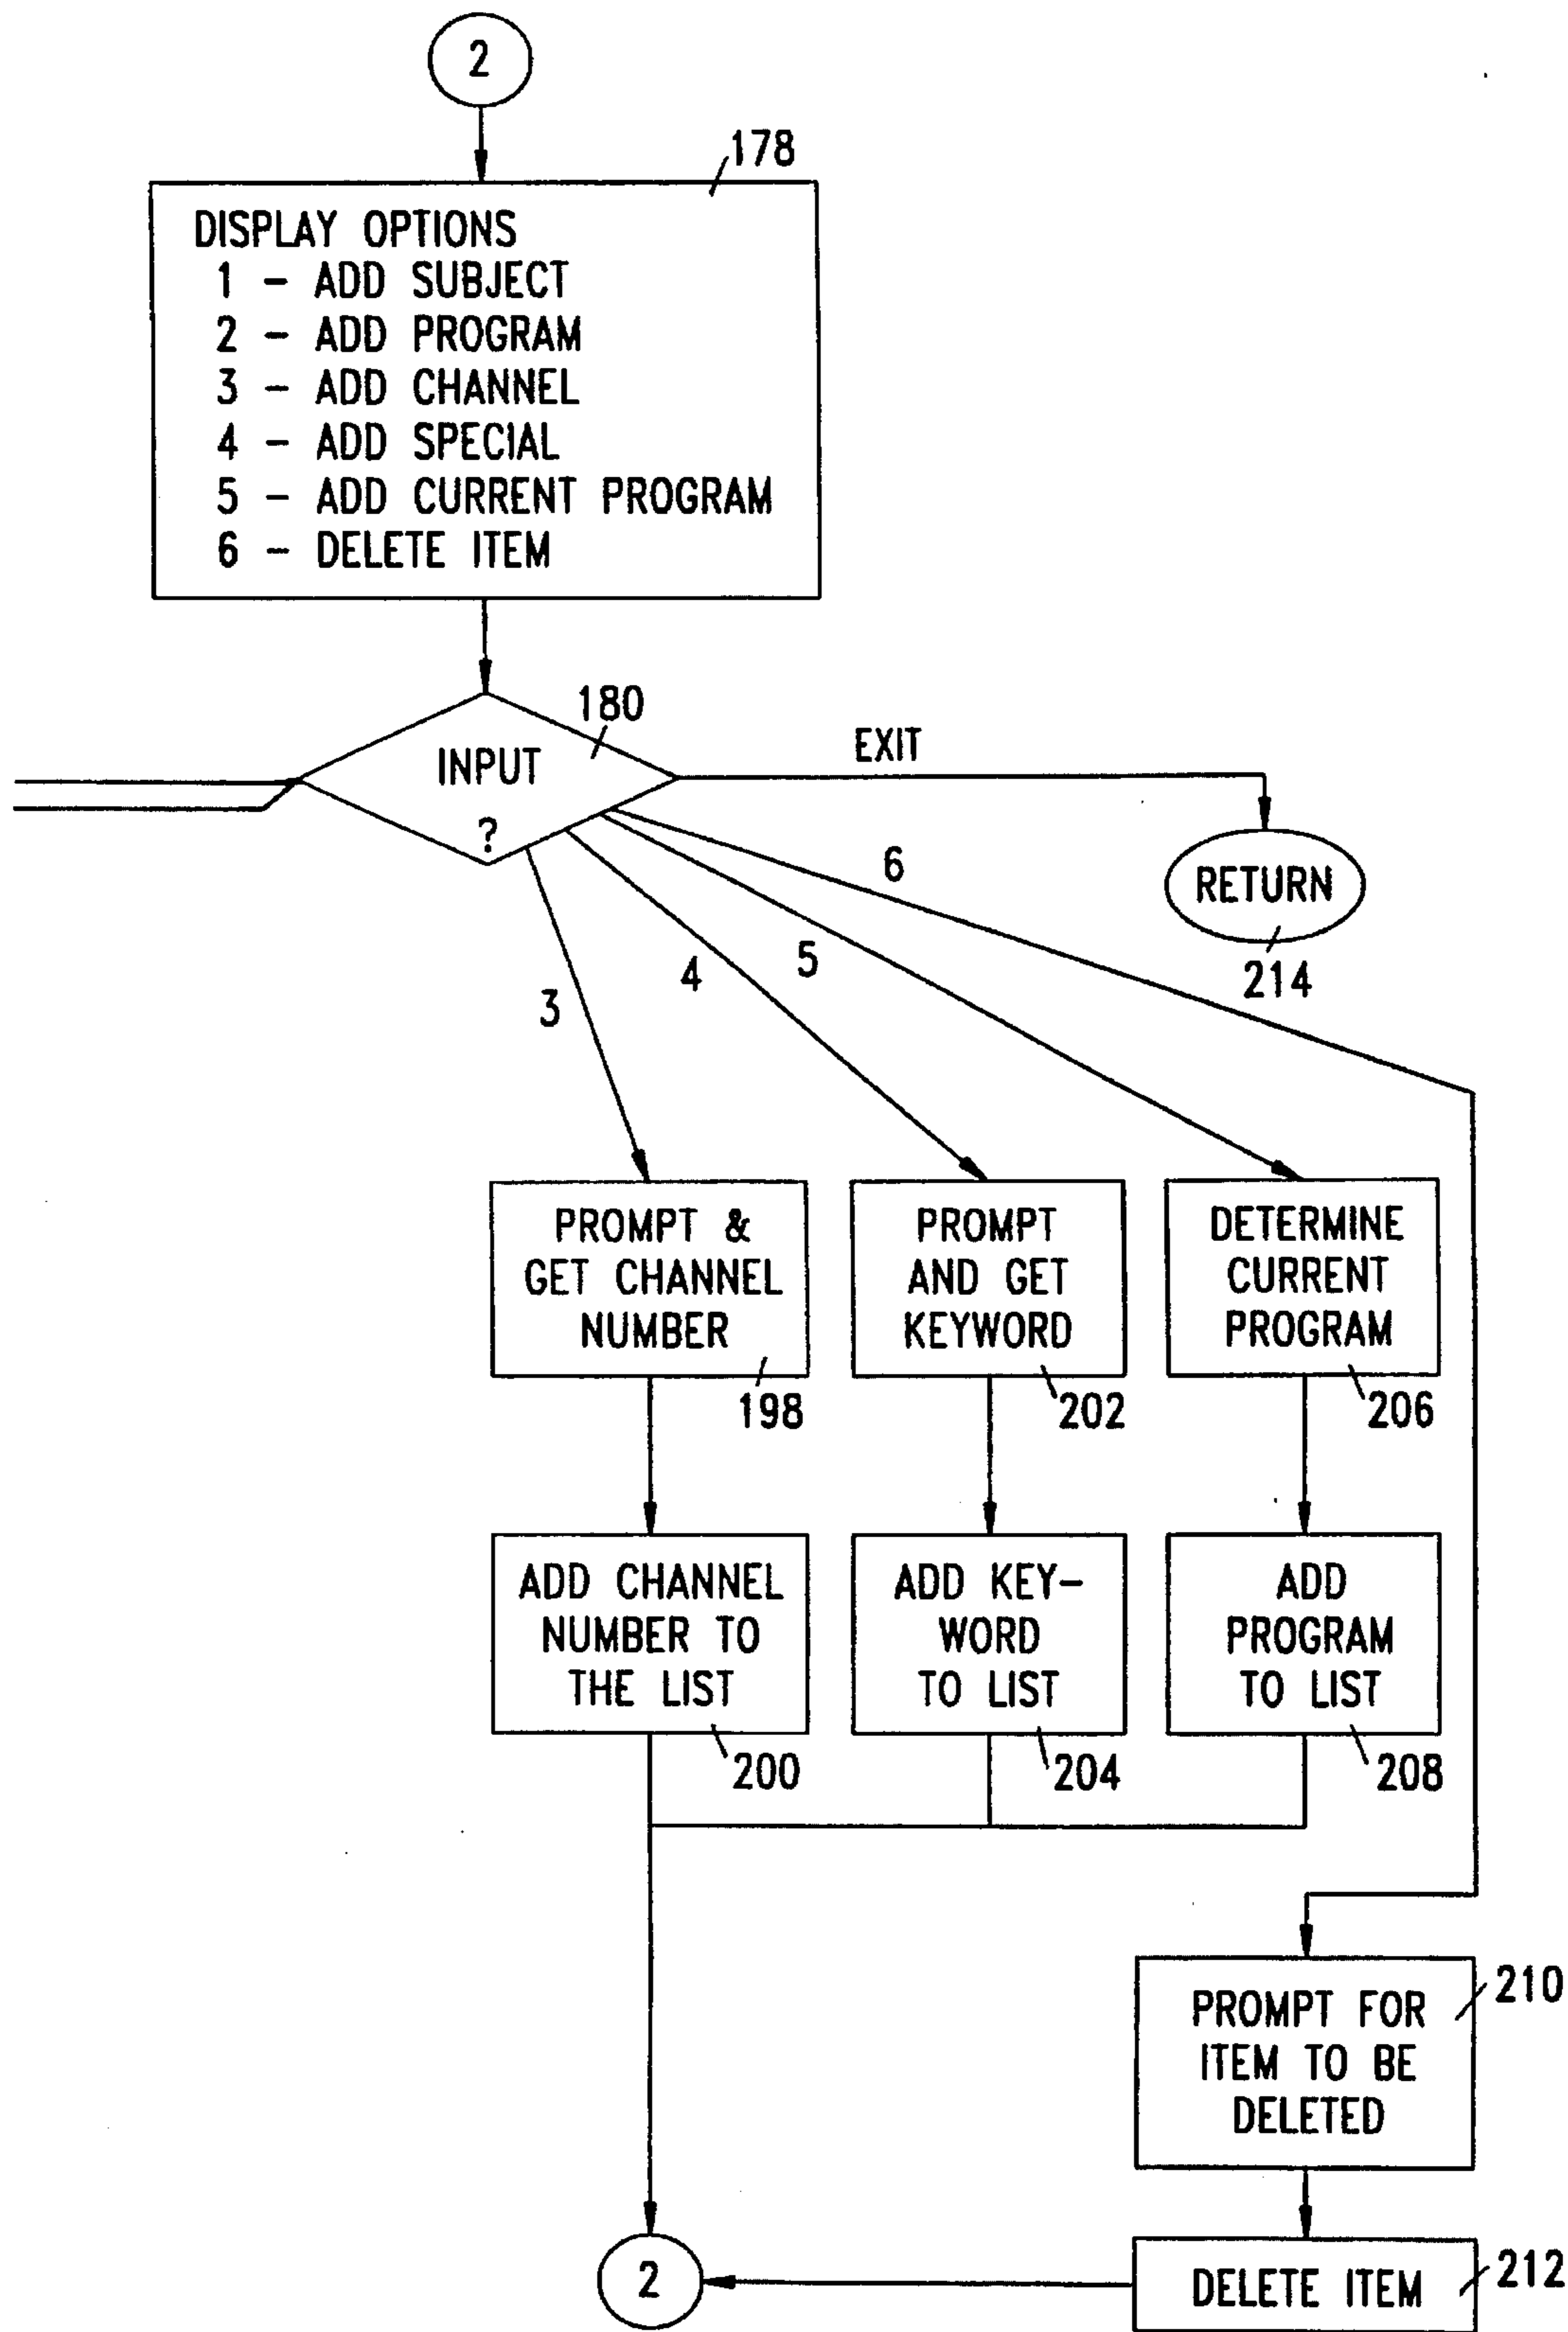 2
178
DISPLAY OPTIONS
1 - ADD SUBJECT
2 - ADD PROGRAM
3 - ADD CHANNEL
4 - ADD SPECIAL
5 - ADD CURRENT PROGRAM
6 - DELETE ITEM
180
INPUT
?
EXIT
RETURN
214
3
4
5
6
PROMPT &
GET CHANNEL
NUMBER
198
PROMPT
AND GET
KEYWORD
202
DETERMINE
CURRENT
PROGRAM
206
ADD CHANNEL
NUMBER TO
THE LIST
200
ADD KEY-
WORD
TO LIST
204
ADD
PROGRAM
TO LIST
208
PROMPT FOR
ITEM TO BE
DELETED
210
2
DELETE ITEM
212